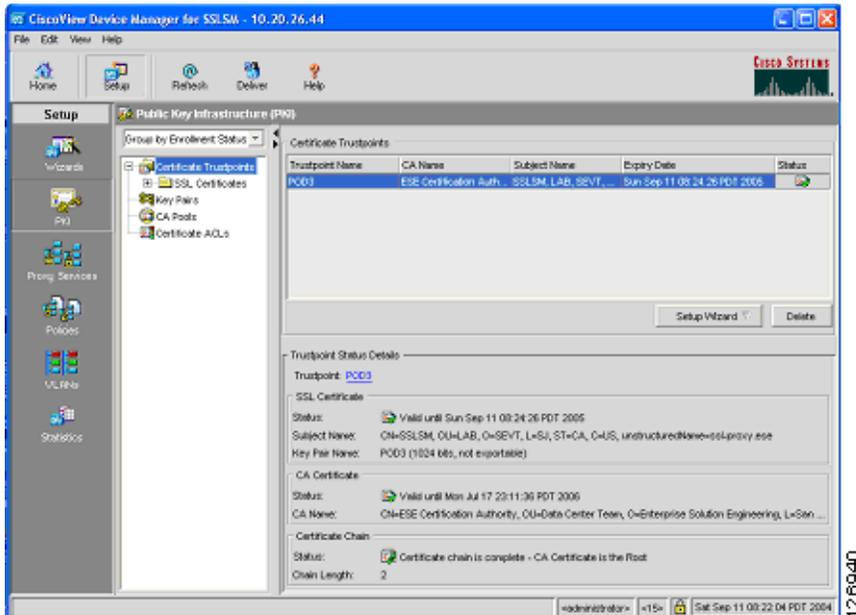 CiscoView Device Manager for SSLSM - 10.20.26.44
File Edit View Help
Home Setup Refresh Deliver Help
CISCO SYSTEMS
Setup
Wizards
PKI
Proxy Services
Policies
VLANs
Statistics
Public Key Infrastructure (PKI)
Group by Enrollment Status
Certificate Trustpoints
SSL Certificates
Key Pairs
CA Pools
Certificate ACLs
Certificate Trustpoints
Trustpoint Name CA Name Subject Name Expiry Date Status
POD3 ESE Certification Auth... SSLSM, LAB, SEVT, ... Sun Sep 11 08:24:26 PDT 2005
Setup Wizard Delete
Trustpoint Status Details
Trustpoint: POD3
SSL Certificate
Status: Valid until Sun Sep 11 08:24:26 PDT 2005
Subject Name: CN=SSLSM, OU=LAB, O=SEVT, L=SJ, ST=CA, C=US, unstructuredName=ssl-proxy.ese
Key Pair Name: POD3 (1024 bits, not exportable)
CA Certificate
Status: Valid until Mon Jul 17 23:11:36 PDT 2006
CA Name: CN=ESE Certification Authority, OU=Data Center Team, O=Enterprise Solution Engineering, L=San ...
Certificate Chain
Status: Certificate chain is complete - CA Certificate is the Root
Chain Length: 2
<administrator> <15> Sat Sep 11 08:22:04 PDT 2004
126940